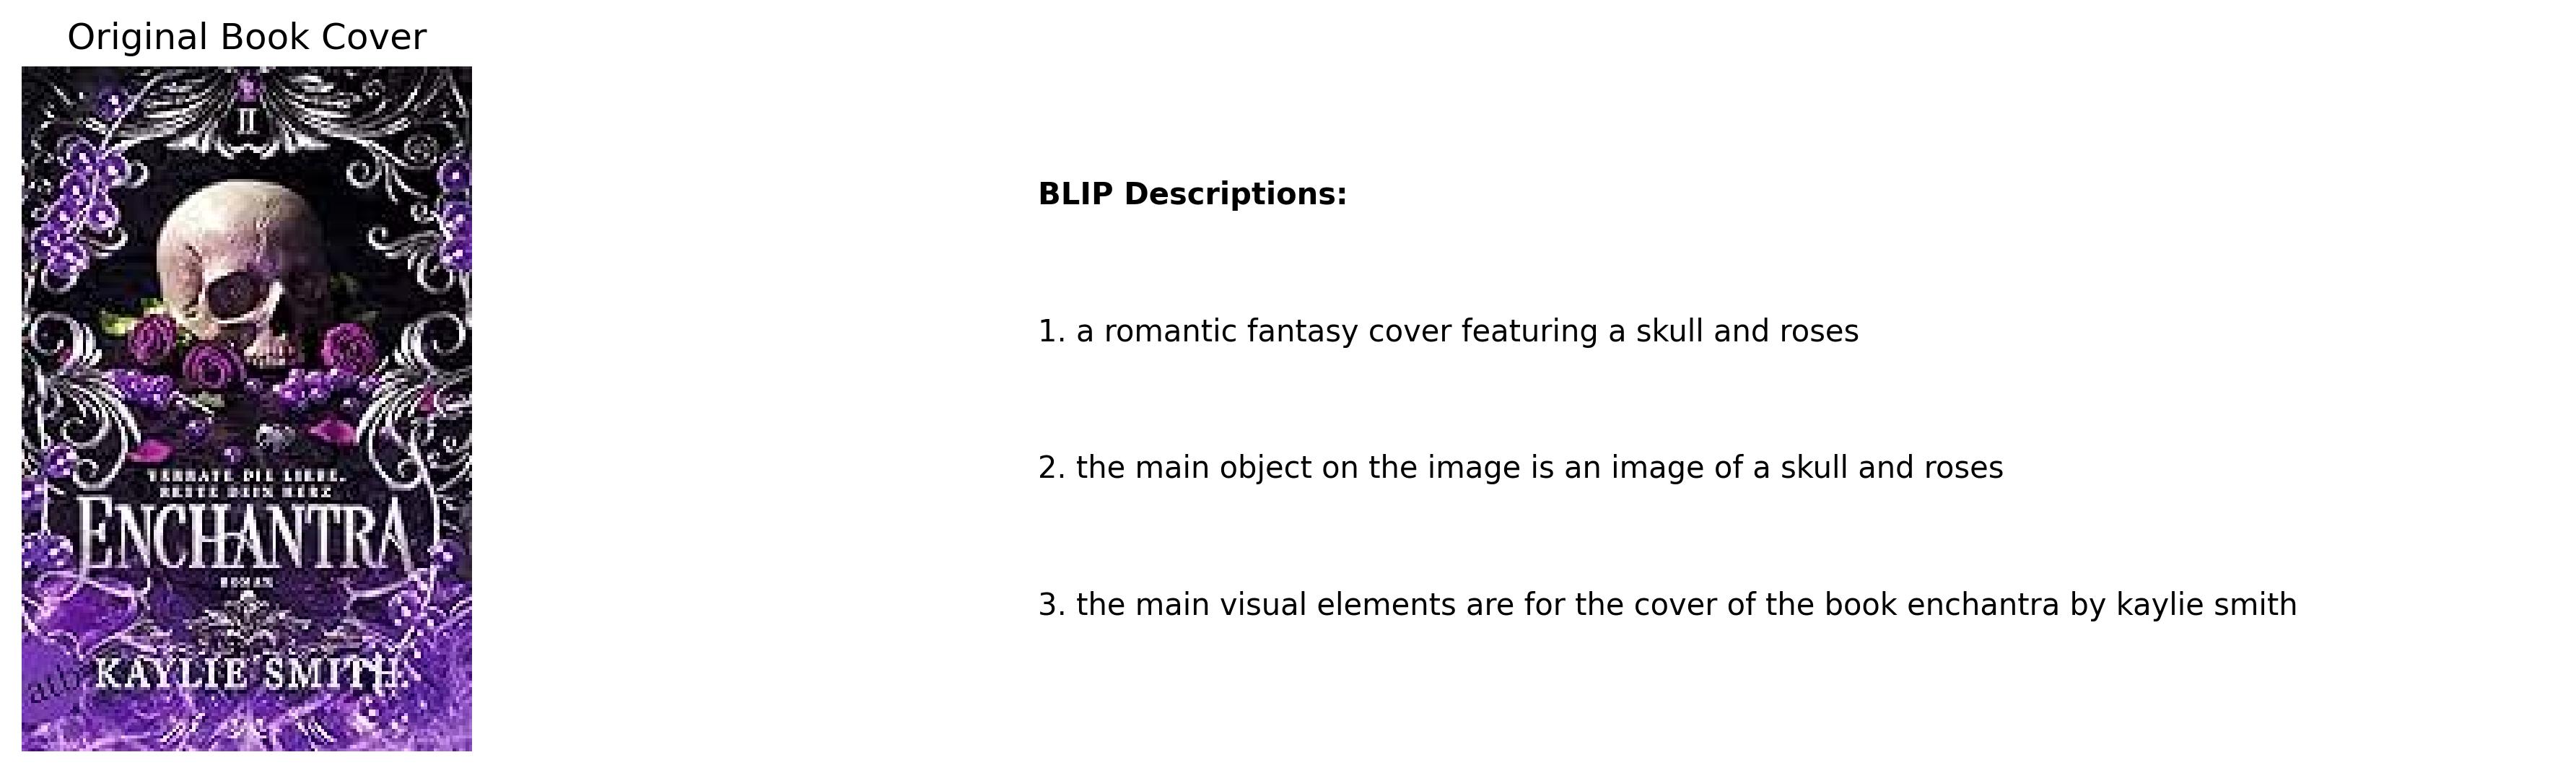 Original Book Cover
II
VERRATE DIE LIEBE.
RETTE DEIN HERZ
ENCHANTRA
ROMAN
KAYLIE SMITH
atb
BLIP Descriptions:
1. a romantic fantasy cover featuring a skull and roses
2. the main object on the image is an image of a skull and roses
3. the main visual elements are for the cover of the book enchantra by kaylie smith